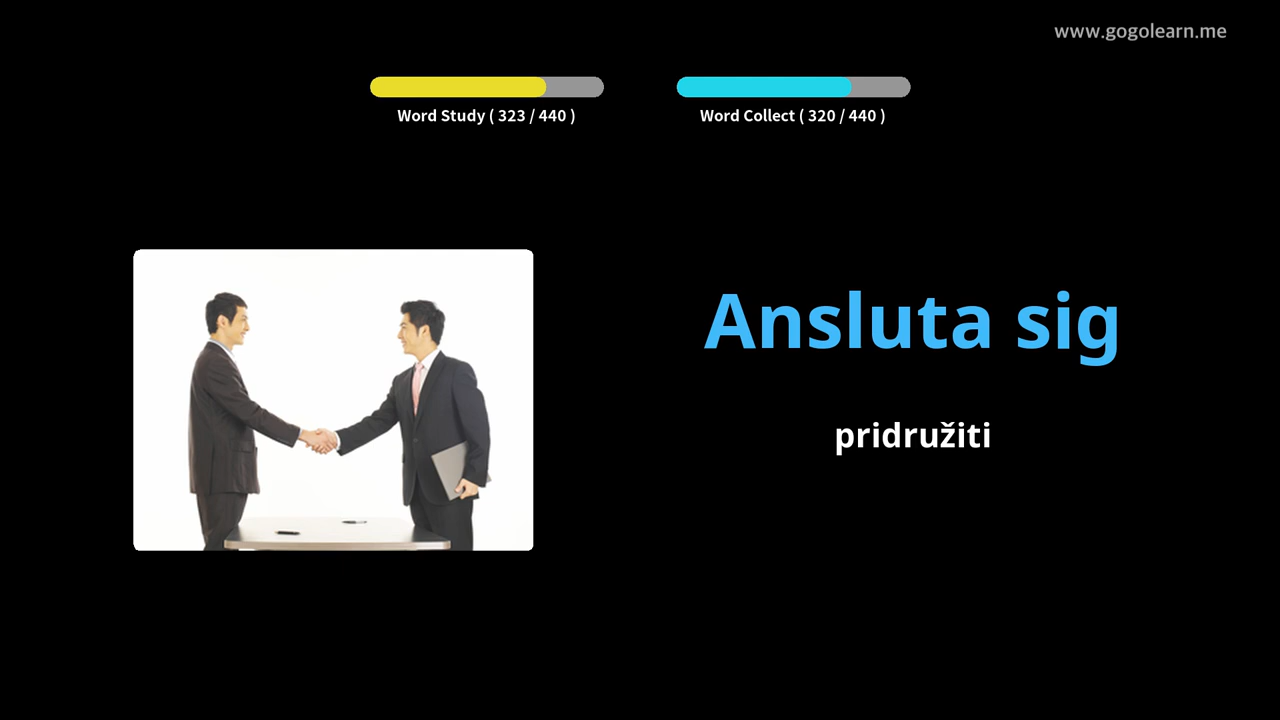 www.gogolearn.me
Word Study ( 323 / 440 )
Word Collect ( 320 / 440 )
Ansluta sig
pridružiti